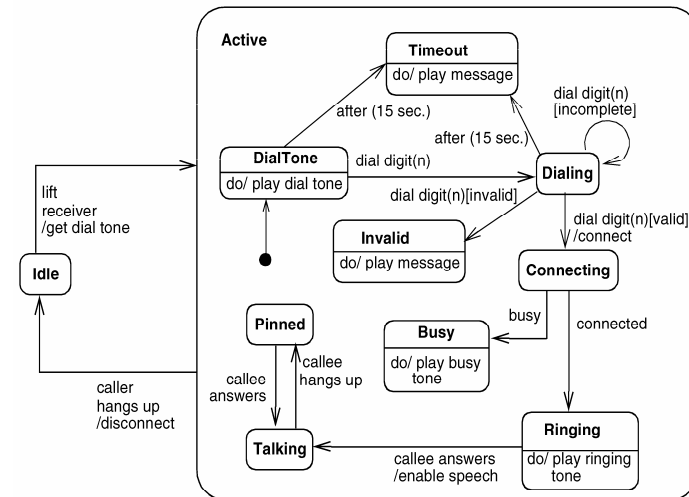 Active
Timeout
do/ play message
dial digit(n)
[incomplete]
after (15 sec.)
after (15 sec.)
DialTone
do/ play dial tone
dial digit(n)
Dialing
lift
receiver
/get dial tone
dial digit(n)[invalid]
dial digit(n)[valid]
/connect
Invalid
do/ play message
Idle
Connecting
Pinned
busy
connected
Busy
do/ play busy
tone
callee
answers
callee
hangs up
caller
hangs up
/disconnect
Talking
Ringing
do/ play ringing
tone
callee answers
/enable speech